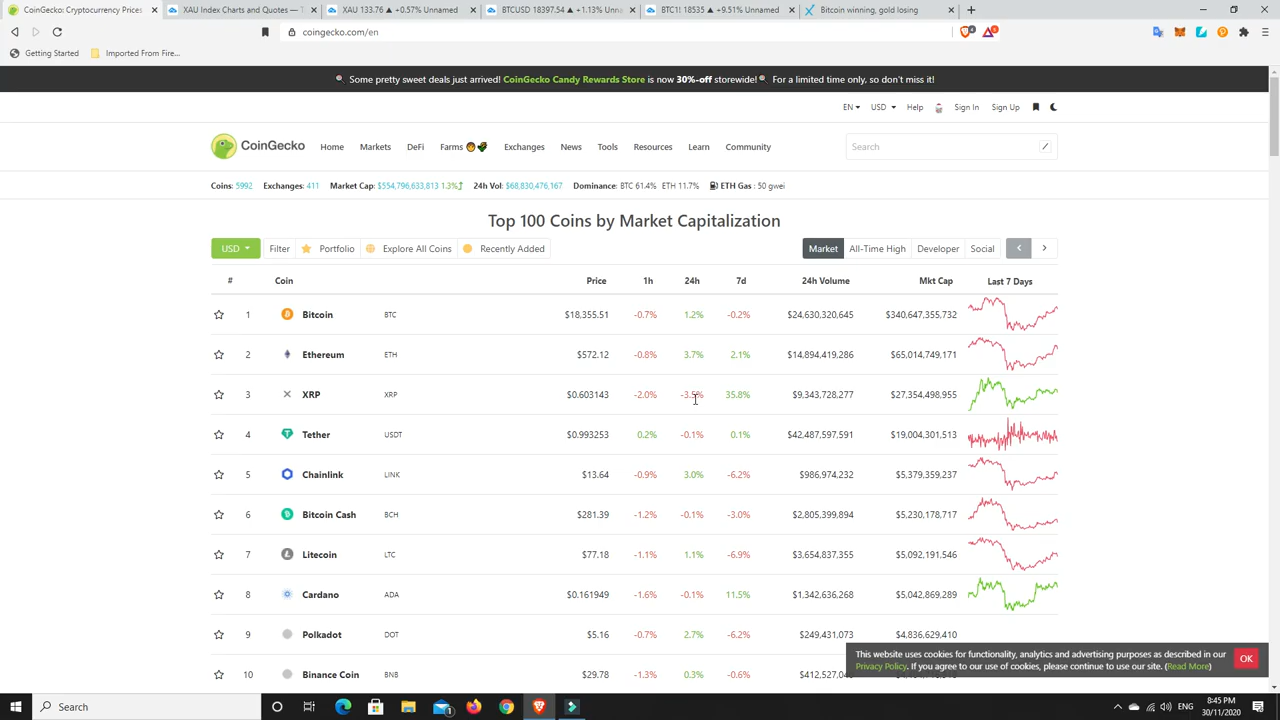 CoinGecko: Cryptocurrency Prices
XAU Index Charts and Quotes — T
XAU 133.76 ▲ +0.57% Unnamed
BTCUSD 18397.54 ▲ +1.13% Unn
BTC1! 18535 ▲ +9.51% Unnamed
Bitcoin winning, gold losing
coingecko.com/en
Getting Started
Imported From Fire...
Some pretty sweet deals just arrived! CoinGecko Candy Rewards Store is now 30%-off storewide! For a limited time only, so don't miss it!
EN USD Help Sign In Sign Up
CoinGecko Home Markets DeFi Farms Exchanges News Tools Resources Learn Community Search /
Coins: 5992 Exchanges: 411 Market Cap: $554,796,633,813 1.3% 24h Vol: $68,830,476,167 Dominance: BTC 61.4% ETH 11.7% ETH Gas : 50 gwei
Top 100 Coins by Market Capitalization
USD Filter Portfolio Explore All Coins Recently Added Market All-Time High Developer Social < >
# Coin Price 1h 24h 7d 24h Volume Mkt Cap Last 7 Days
1 Bitcoin BTC $18,355.51 -0.7% 1.2% -0.2% $24,630,320,645 $340,647,355,732
2 Ethereum ETH $572.12 -0.8% 3.7% 2.1% $14,894,419,286 $65,014,749,171
3 XRP XRP $0.603143 -2.0% -3.5% 35.8% $9,343,728,277 $27,354,498,955
4 Tether USDT $0.993253 0.2% -0.1% 0.1% $42,487,597,591 $19,004,301,513
5 Chainlink LINK $13.64 -0.9% 3.0% -6.2% $986,974,232 $5,379,359,237
6 Bitcoin Cash BCH $281.39 -1.2% -0.1% -3.0% $2,805,399,894 $5,230,178,717
7 Litecoin LTC $77.18 -1.1% 1.1% -6.9% $3,654,837,355 $5,092,191,546
8 Cardano ADA $0.161949 -1.6% -0.1% 11.5% $1,342,636,268 $5,042,869,289
9 Polkadot DOT $5.16 -0.7% 2.7% -6.2% $249,431,073 $4,836,629,410
10 Binance Coin BNB $29.78 -1.3% 0.3% -0.6%
This website uses cookies for functionality, analytics and advertising purposes as described in our
Privacy Policy. If you agree to our use of cookies, please continue to use our site. (Read More)
OK
Search
ENG
8:45 PM
30/11/2020